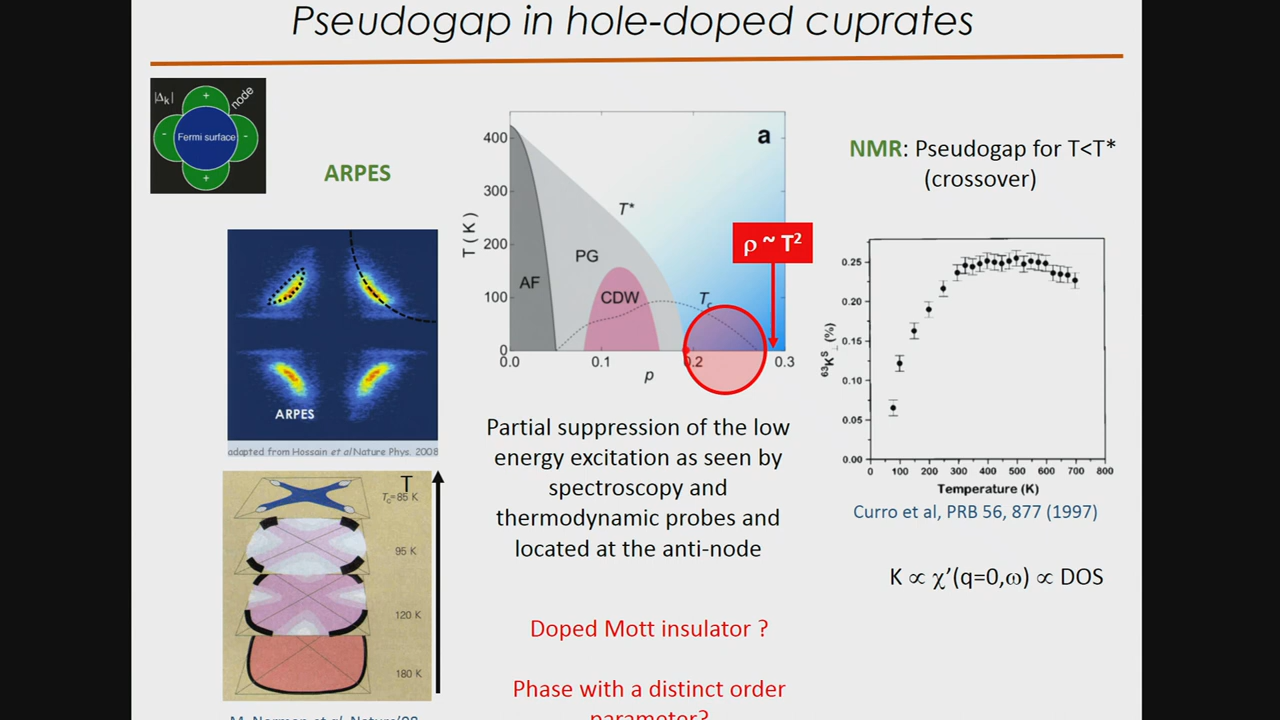 Pseudogap in hole-doped cuprates
|Δk|
node
+
-
Fermi surface
-
+
ARPES
ARPES
adapted from Hossain et al Nature Phys. 2008
T
Tc=85 K
95 K
120 K
180 K
M. Norman et al, Nature'98
a
T ( K )
400
300
200
100
0
T*
PG
AF
CDW
Tc
ρ ~ T²
0.0
0.1
0.2
0.3
p
Partial suppression of the low
energy excitation as seen by
spectroscopy and
thermodynamic probes and
located at the anti-node
Doped Mott insulator ?
Phase with a distinct order
parameter?
NMR: Pseudogap for T<T*
(crossover)
⁶³K⊥ˢ (%)
0.25
0.20
0.15
0.10
0.05
0.00
0
100
200
300
400
500
600
700
800
Temperature (K)
Curro et al, PRB 56, 877 (1997)
K ∝ χ'(q=0,ω) ∝ DOS